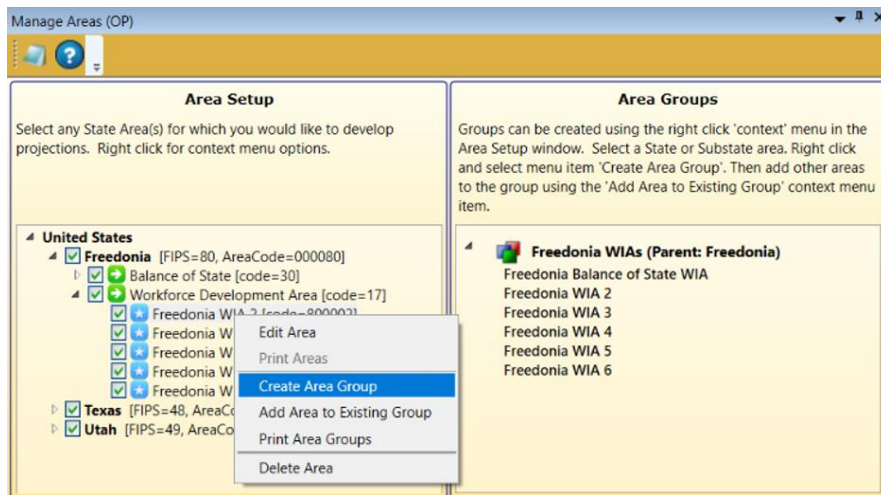 Manage Areas (OP)
Area Setup
Select any State Area(s) for which you would like to develop
projections. Right click for context menu options.
United States
Freedonia [FIPS=80, AreaCode=000080]
Balance of State [code=30]
Workforce Development Area [code=17]
Freedonia WIA 2 [code=800002]
Freedonia W
Freedonia W
Freedonia W
Freedonia W
Texas [FIPS=48, AreaCo
Utah [FIPS=49, AreaCo
Edit Area
Print Areas
Create Area Group
Add Area to Existing Group
Print Area Groups
Delete Area
Area Groups
Groups can be created using the right click 'context' menu in the
Area Setup window. Select a State or Substate area. Right click
and select menu item 'Create Area Group'. Then add other areas
to the group using the 'Add Area to Existing Group' context menu
item.
Freedonia WIAs (Parent: Freedonia)
Freedonia Balance of State WIA
Freedonia WIA 2
Freedonia WIA 3
Freedonia WIA 4
Freedonia WIA 5
Freedonia WIA 6